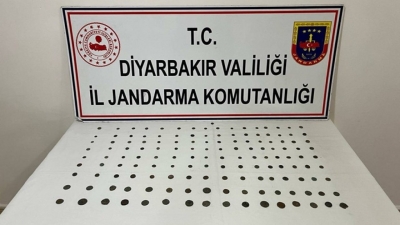 T.C.
DİYARBAKIR VALİLİĞİ
İL JANDARMA KOMUTANLIĞI